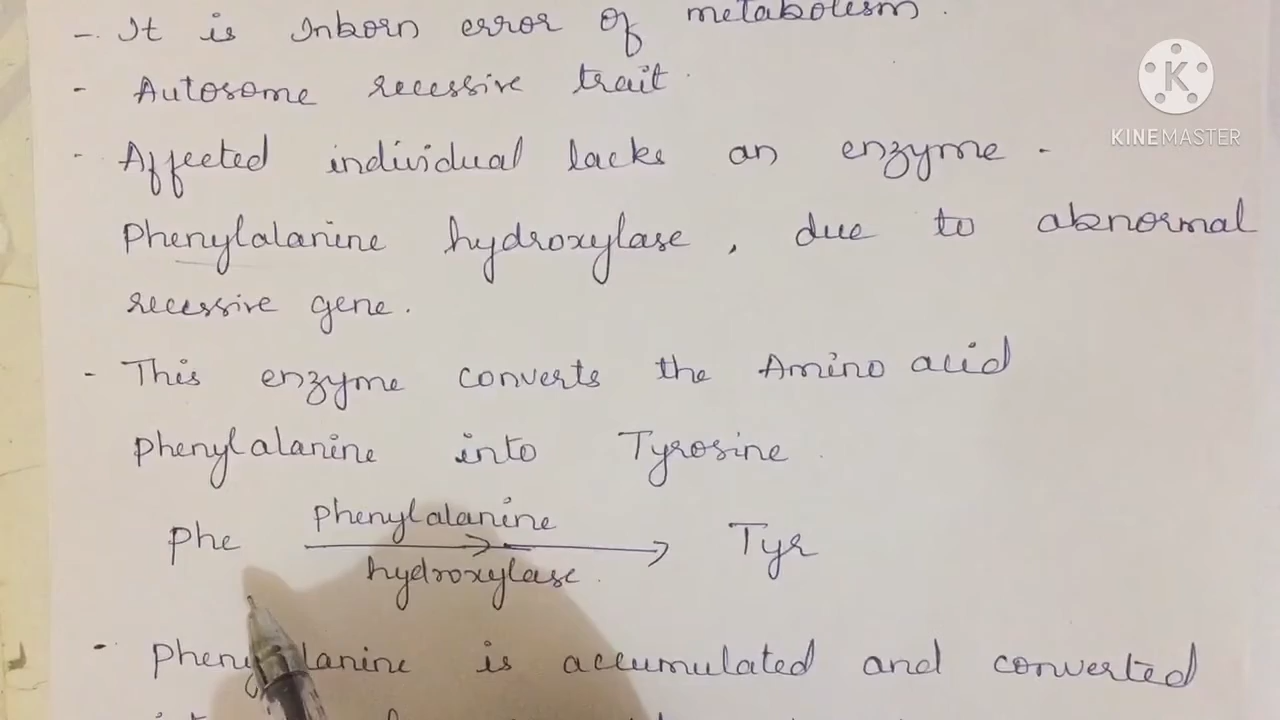 -. It is Inborn error of metabolism.
- Autosome recessive trait.
K
KINEMASTER
- Affected individual lacks an enzyme.
Phenylalanine hydroxylase, due to abnormal
recessive gene.
- This enzyme converts the Amino acid
phenylalanine into Tyrosine.
phenylalanine
Phe → Tyr
hydroxylase.
- phenylalanine is accumulated and converted